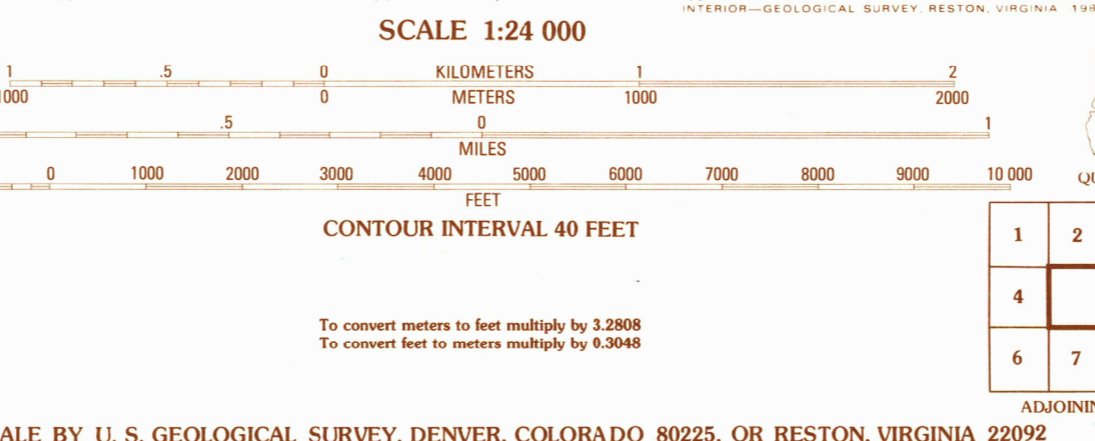 INTERIOR—GEOLOGICAL SURVEY, RESTON, VIRGINIA
SCALE 1:24 000
1 .5 0 KILOMETERS 1 2
1000 0 METERS 1000 2000
.5 0 1
MILES
0 1000 2000 3000 4000 5000 6000 7000 8000 9000 10 000
FEET
CONTOUR INTERVAL 40 FEET
1 2
4
6 7
To convert meters to feet multiply by 3.2808
To convert feet to meters multiply by 0.3048
ALE BY U. S. GEOLOGICAL SURVEY, DENVER, COLORADO 80225, OR RESTON, VIRGINIA 22092